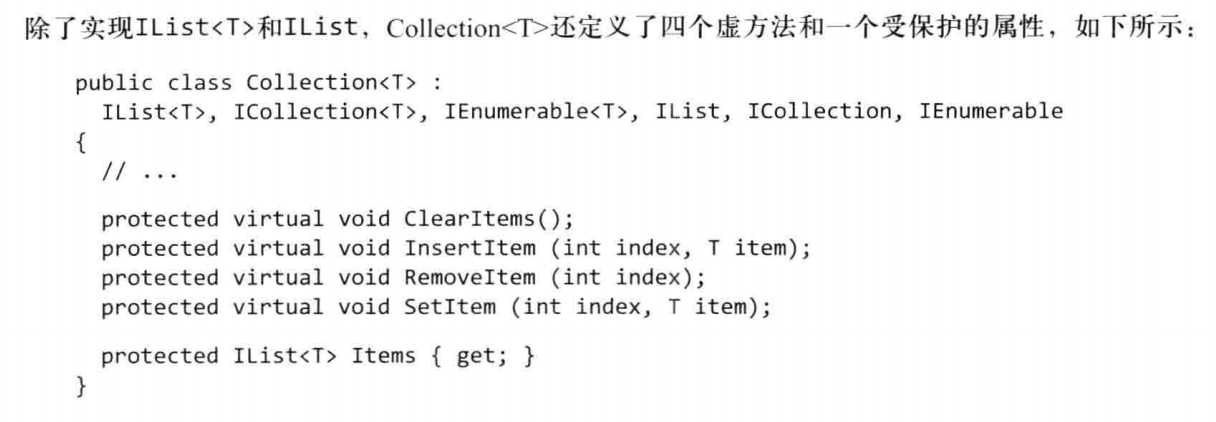 除了实现IList<T>和IList，Collection<T>还定义了四个虚方法和一个受保护的属性，如下所示：
public class Collection<T> :
  IList<T>, ICollection<T>, IEnumerable<T>, IList, ICollection, IEnumerable
{
  // ...
  protected virtual void ClearItems();
  protected virtual void InsertItem (int index, T item);
  protected virtual void RemoveItem (int index);
  protected virtual void SetItem (int index, T item);
  protected IList<T> Items { get; }
}